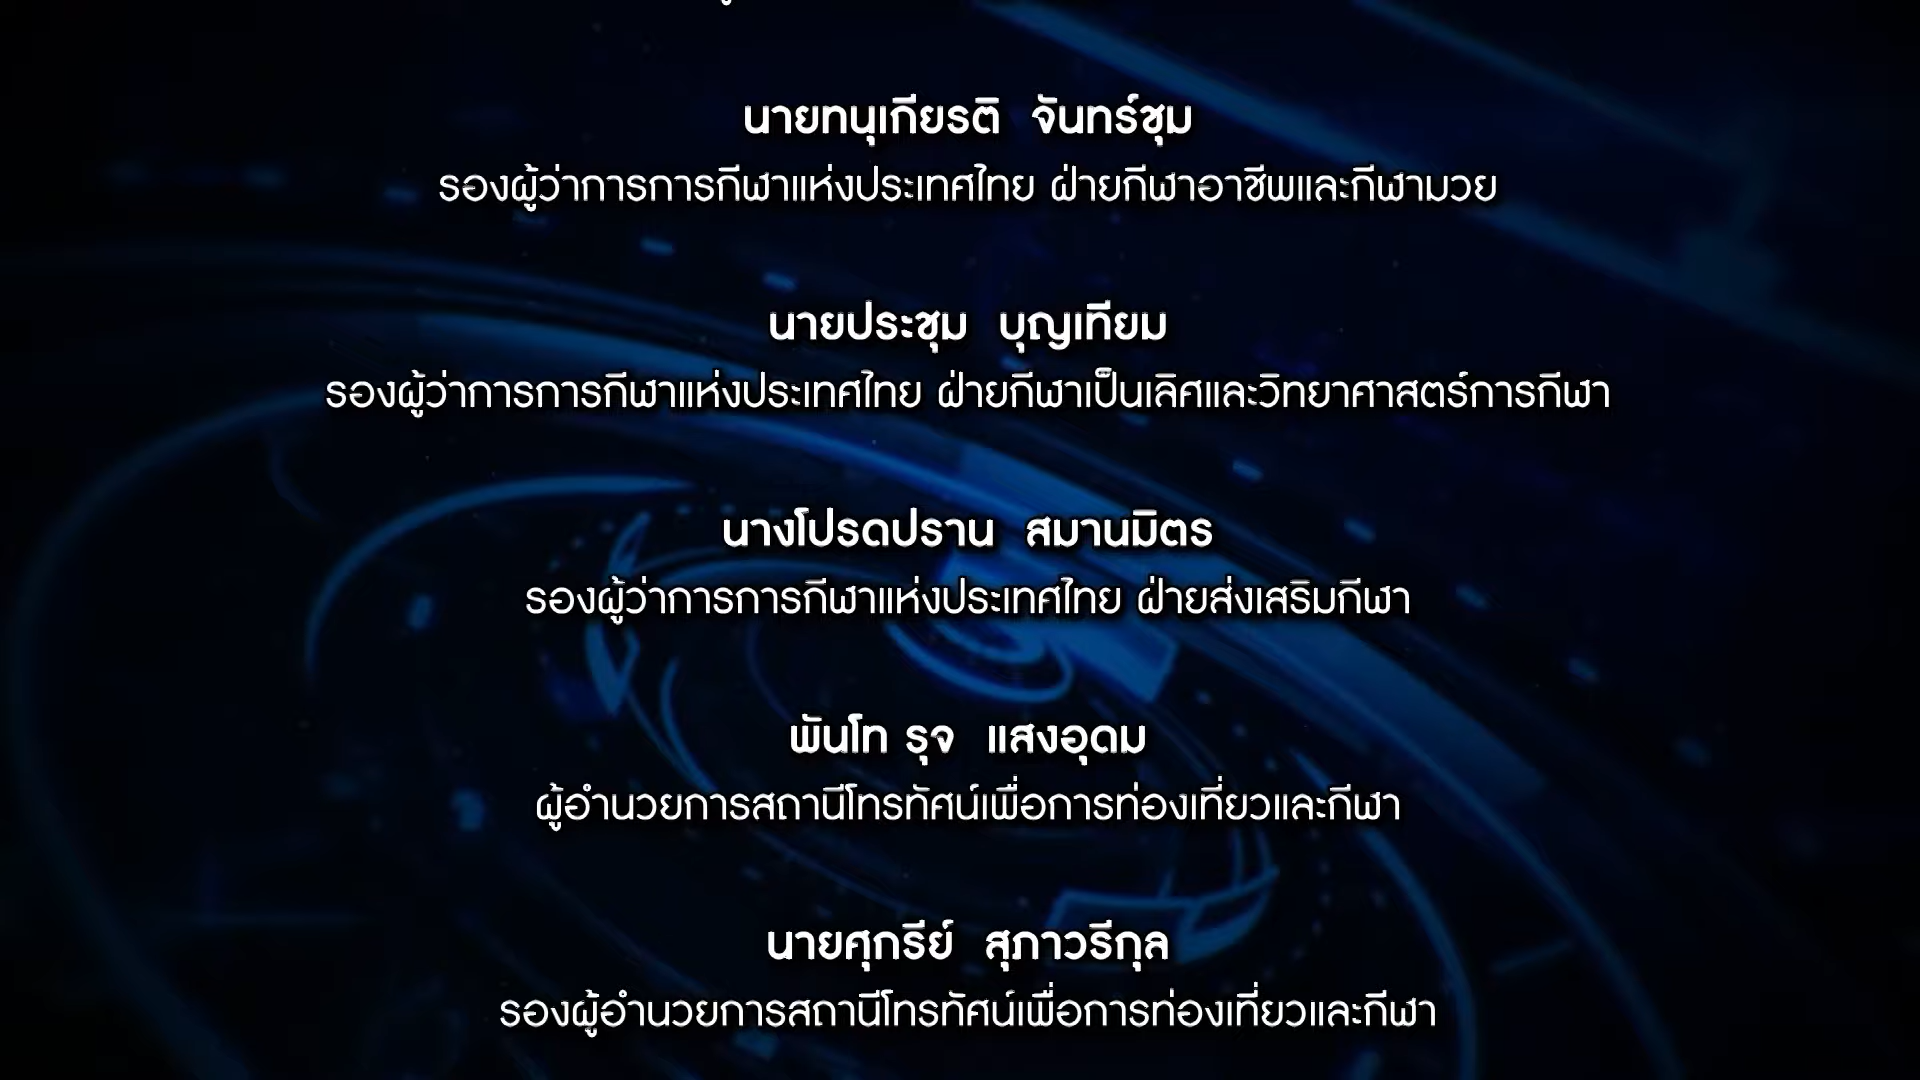 นายทนุเกียรติ จันทร์ชุม
รองผู้ว่าการการกีฬาแห่งประเทศไทย ฝ่ายกีฬาอาชีพและกีฬามวย
นายประชุม บุญเทียม
รองผู้ว่าการการกีฬาแห่งประเทศไทย ฝ่ายกีฬาเป็นเลิศและวิทยาศาสตร์การกีฬา
นางโปรดปราน สมานมิตร
รองผู้ว่าการการกีฬาแห่งประเทศไทย ฝ่ายส่งเสริมกีฬา
พันโท รุจ แสงอุดม
ผู้อำนวยการสถานีโทรทัศน์เพื่อการท่องเที่ยวและกีฬา
นายศุกรีย์ สุภาวรีกุล
รองผู้อำนวยการสถานีโทรทัศน์เพื่อการท่องเที่ยวและกีฬา